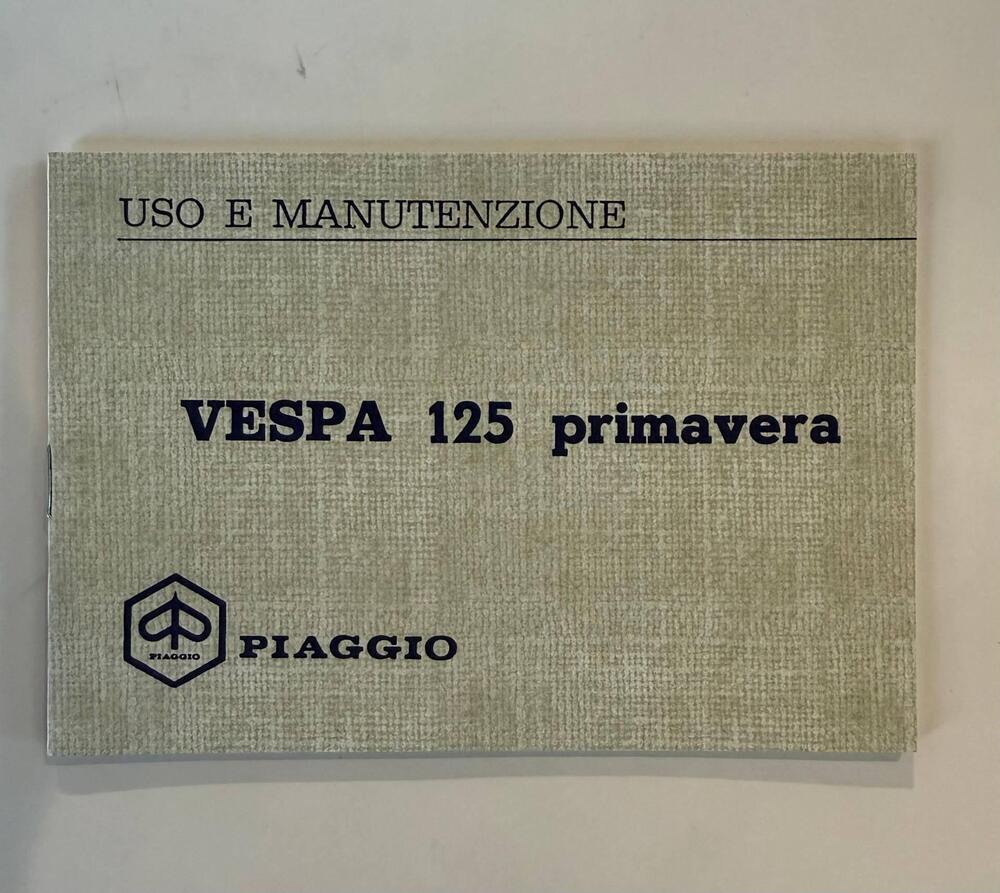 USO E MANUTENZIONE
VESPA 125 primavera
PIAGGIO
PIAGGIO